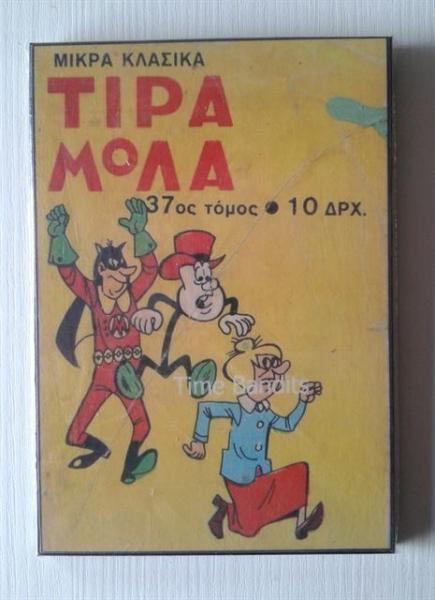 ΜΙΚΡΑ ΚΛΑΣΙΚΑ
ΤΙΡΑ
ΜΟΛΑ
37ος τόμος • 10 ΔΡΧ.
M
Time Bandits